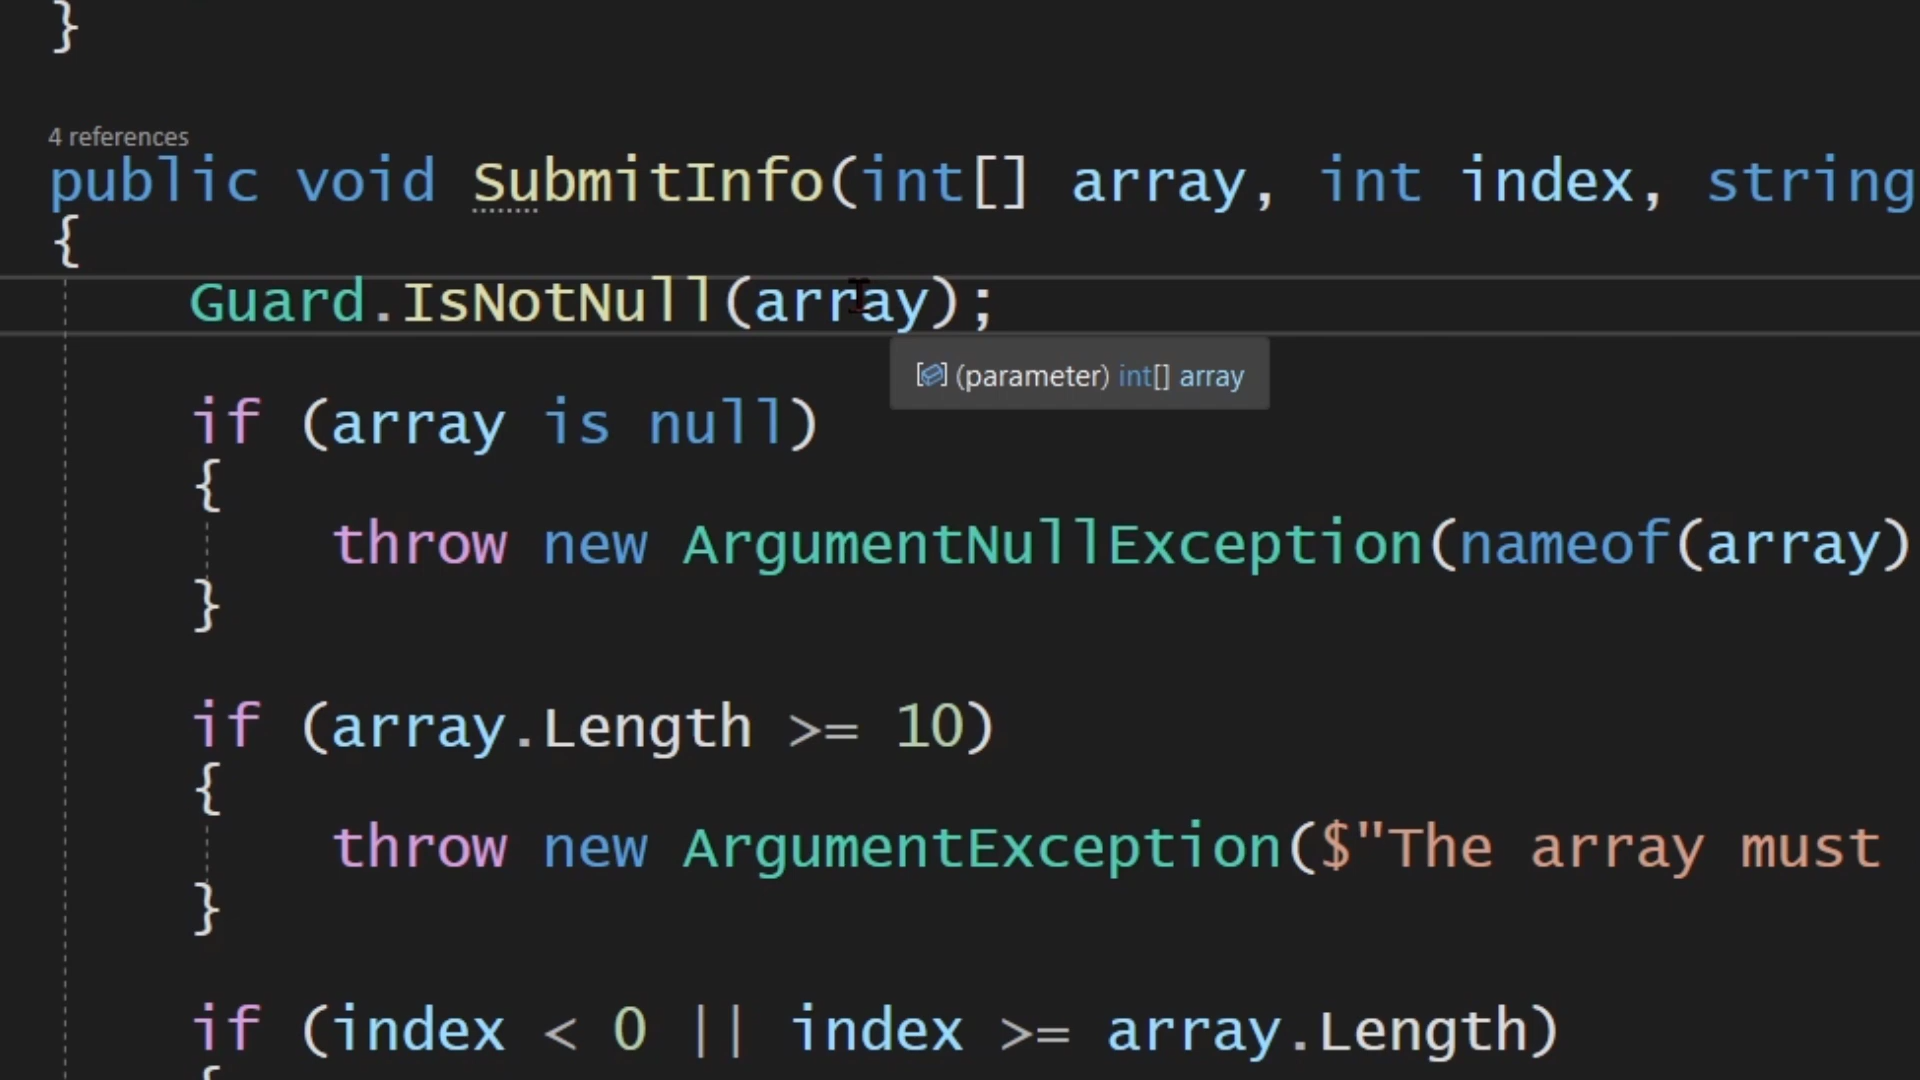 }
4 references
public void SubmitInfo(int[] array, int index, string
{
Guard.IsNotNull(array);
(parameter) int[] array
if (array is null)
{
throw new ArgumentNullException(nameof(array)
}
if (array.Length >= 10)
{
throw new ArgumentException($"The array must
}
if (index < 0 || index >= array.Length)
{